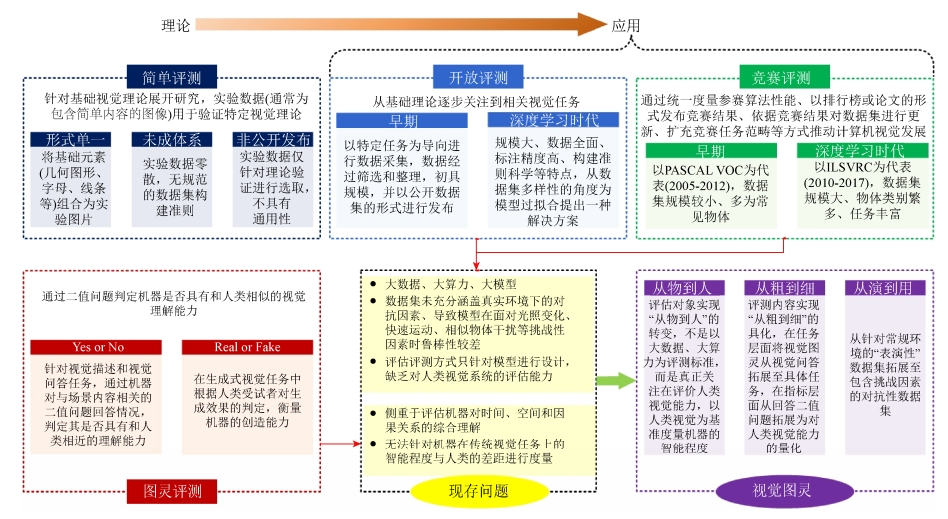 理论
应用
简单评测
针对基础视觉理论展开研究，实验数据(通常为
包含简单内容的图像)用于验证特定视觉理论
形式单一
将基础元素
(几何图形、
字母、线条
等)组合为实
验图片
未成体系
实验数据零
散，无规范
的数据集构
建准则
非公开发布
实验数据仅
针对理论验
证进行选取，
不具有
通用性
开放评测
从基础理论逐步关注到相关视觉任务
早期
以特定任务为导向进
行数据采集，数据经
过筛选和整理，初具
规模，并以公开数据
集的形式进行发布
深度学习时代
规模大、数据全面、
标注精度高、构建准
则科学等特点，从数
据集多样性的角度为
模型过拟合提出一种
解决方案
竞赛评测
通过统一度量参赛算法性能、以排行榜或论文的形
式发布竞赛结果、依据竞赛结果对数据集进行更
新、扩充竞赛任务范畴等方式推动计算机视觉发展
早期
以PASCAL VOC为代
表(2005-2012)，数据
集规模较小、多为常
见物体
深度学习时代
以ILSVRC为代表
(2010-2017)，数据集
规模大、物体类别繁
多、任务丰富
通过二值问题判定机器是否具有和人类相似的视觉
理解能力
Yes or No
针对视觉描述和视觉
问答任务，通过机器
对与场景内容相关的
二值问题回答情况，
判定其是否具有和人
类相近的理解能力
Real or Fake
在生成式视觉任务中
根据人类受试者对生
成效果的判定，衡量
机器的创造能力
图灵评测
• 大数据、大算力、大模型
• 数据集未充分涵盖真实环境下的对
抗因素、导致模型在面对光照变化、
快速运动、相似物体干扰等挑战性
因素时鲁棒性较差
• 评估评测方式只针对模型进行设计，
缺乏对人类视觉系统的评估能力
• 侧重于评估机器对时间、空间和因
果关系的综合理解
• 无法针对机器在传统视觉任务上的
智能程度与人类的差距进行度量
现存问题
从物到人
评估对象实现
“从物到人”的
转变，不是以
大数据、大算
力为评测标准，
而是真正关
注在评价人类
视觉能力，以
人类视觉为基
准度量机器的
智能程度
从粗到细
评测内容实现
“从粗到细”的
具化，在任务
层面将视觉图
灵从视觉问答
拓展至具体任
务，在指标层
面从回答二值
问题拓展为对
人类视觉能力
的量化
从演到用
从针对常规环
境的“表演性”
数据集拓展至
包含挑战因素
的对抗性数据
集
视觉图灵